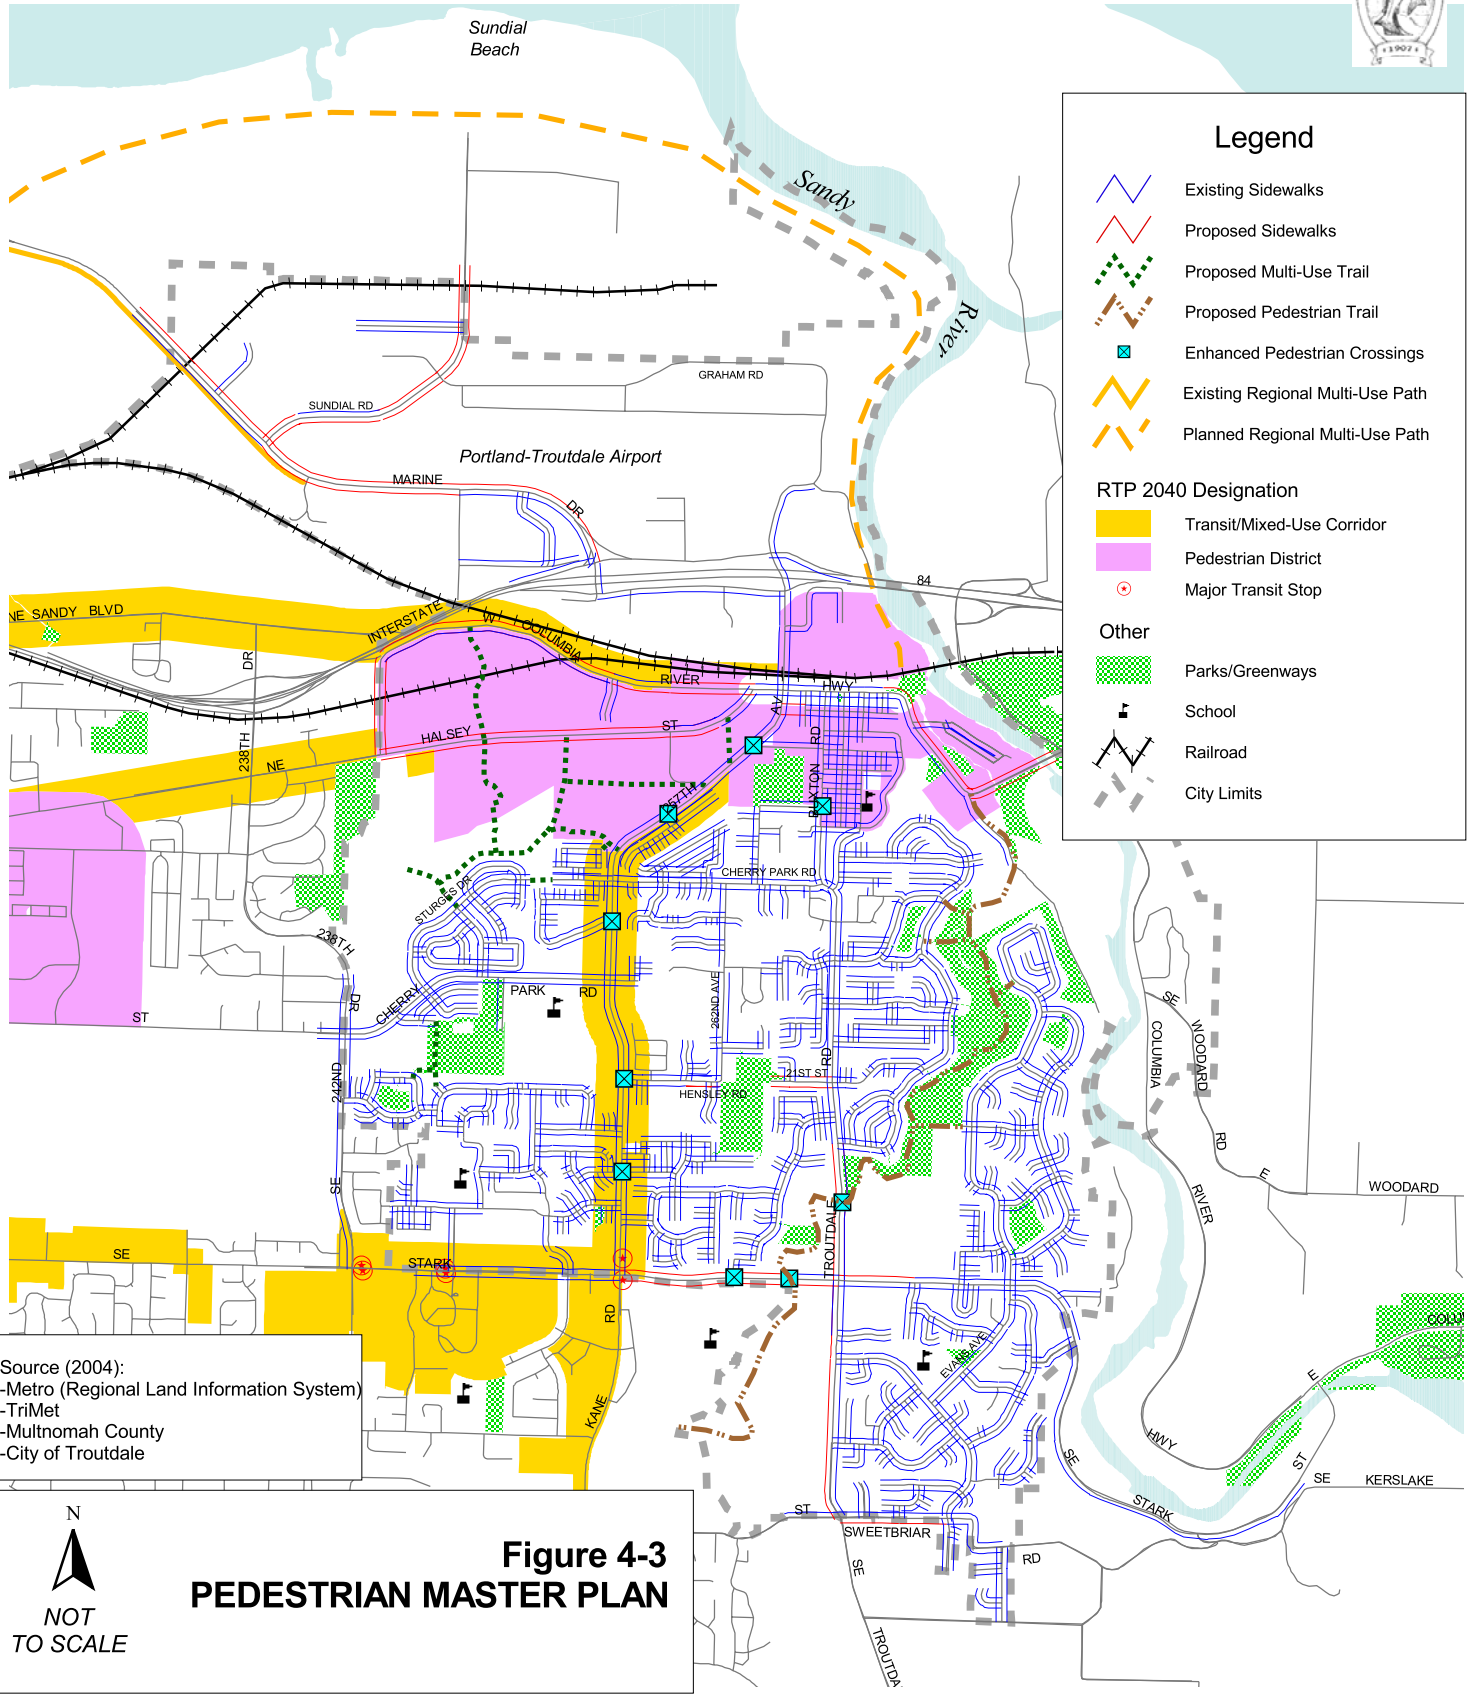 Sundial
Beach
1907
Sandy
River
Legend
Existing Sidewalks
Proposed Sidewalks
Proposed Multi-Use Trail
Proposed Pedestrian Trail
Enhanced Pedestrian Crossings
Existing Regional Multi-Use Path
Planned Regional Multi-Use Path
RTP 2040 Designation
Transit/Mixed-Use Corridor
Pedestrian District
Major Transit Stop
Other
Parks/Greenways
School
Railroad
City Limits
GRAHAM RD
SUNDIAL RD
Portland-Troutdale Airport
MARINE
DR
84
NE SANDY BLVD
INTERSTATE
W
COLUMBIA
RIVER
HWY
DR
238TH
HALSEY
ST
AV
RD
BUXTON
NE
257TH
CHERRY PARK RD
STURGES DR
238TH
DR
CHERRY
PARK
RD
262ND AVE
ST
RD
21ST ST
HENSLEY RD
242ND
SE
SE
WOODARD
COLUMBIA
RD
E
WOODARD
RIVER
TROUTDALE
SE
STARK
RD
KANE
EVANS AVE
COLU
E
HWY
SE
ST
SE
KERSLAKE
STARK
ST
SWEETBRIAR
RD
SE
TROUTDA
Source (2004):
-Metro (Regional Land Information System)
-TriMet
-Multnomah County
-City of Troutdale
N
NOT
TO SCALE
Figure 4-3
PEDESTRIAN MASTER PLAN